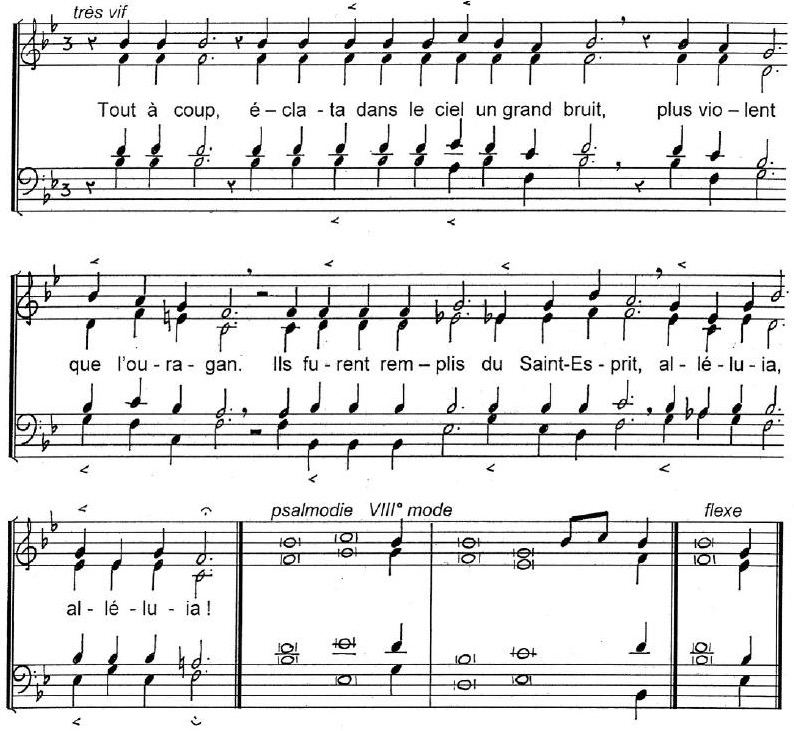 très vif
3
Tout à coup, é – cla - ta dans le ciel un grand bruit, plus vio – lent
3
que l'ou - ra - gan. Ils fu - rent rem – plis du Saint-Es - prit, al - lé - lu - ia,
psalmodie VIII° mode flexe
al - lé - lu - ia !